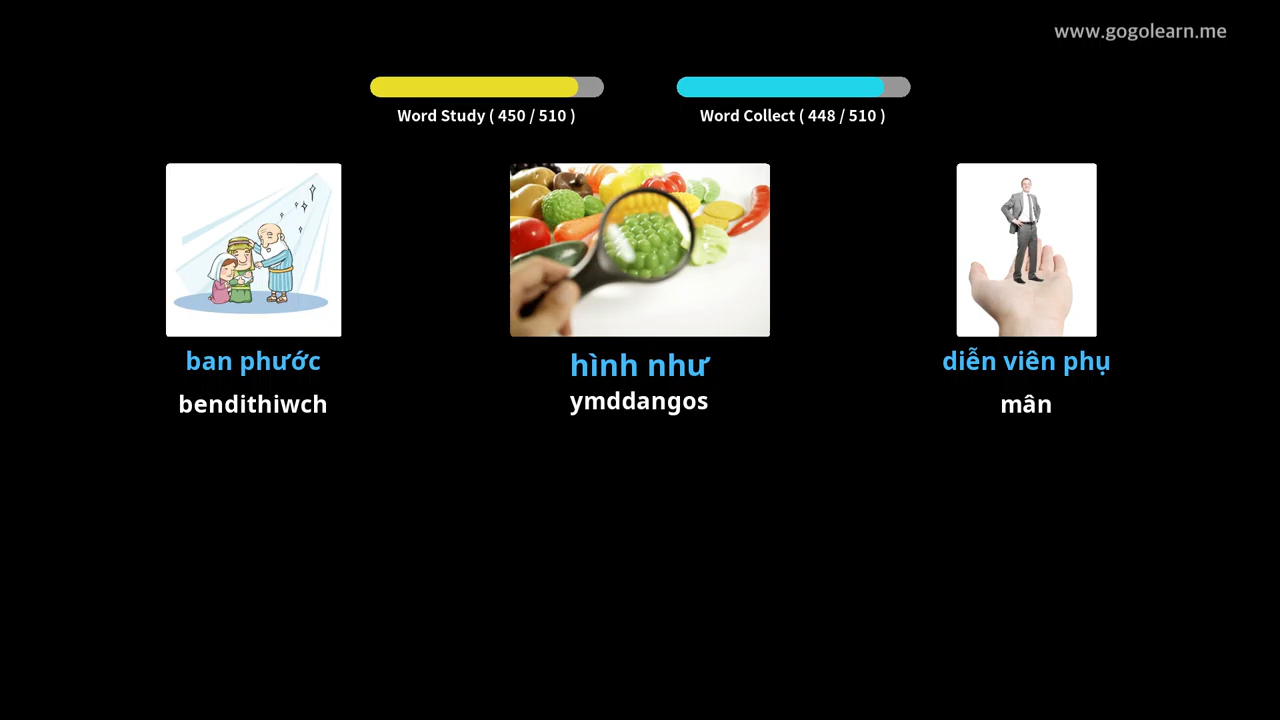 www.gogolearn.me
Word Study ( 450 / 510 )
Word Collect ( 448 / 510 )
ban phước
hình như
diễn viên phụ
bendithiwch
ymddangos
mân